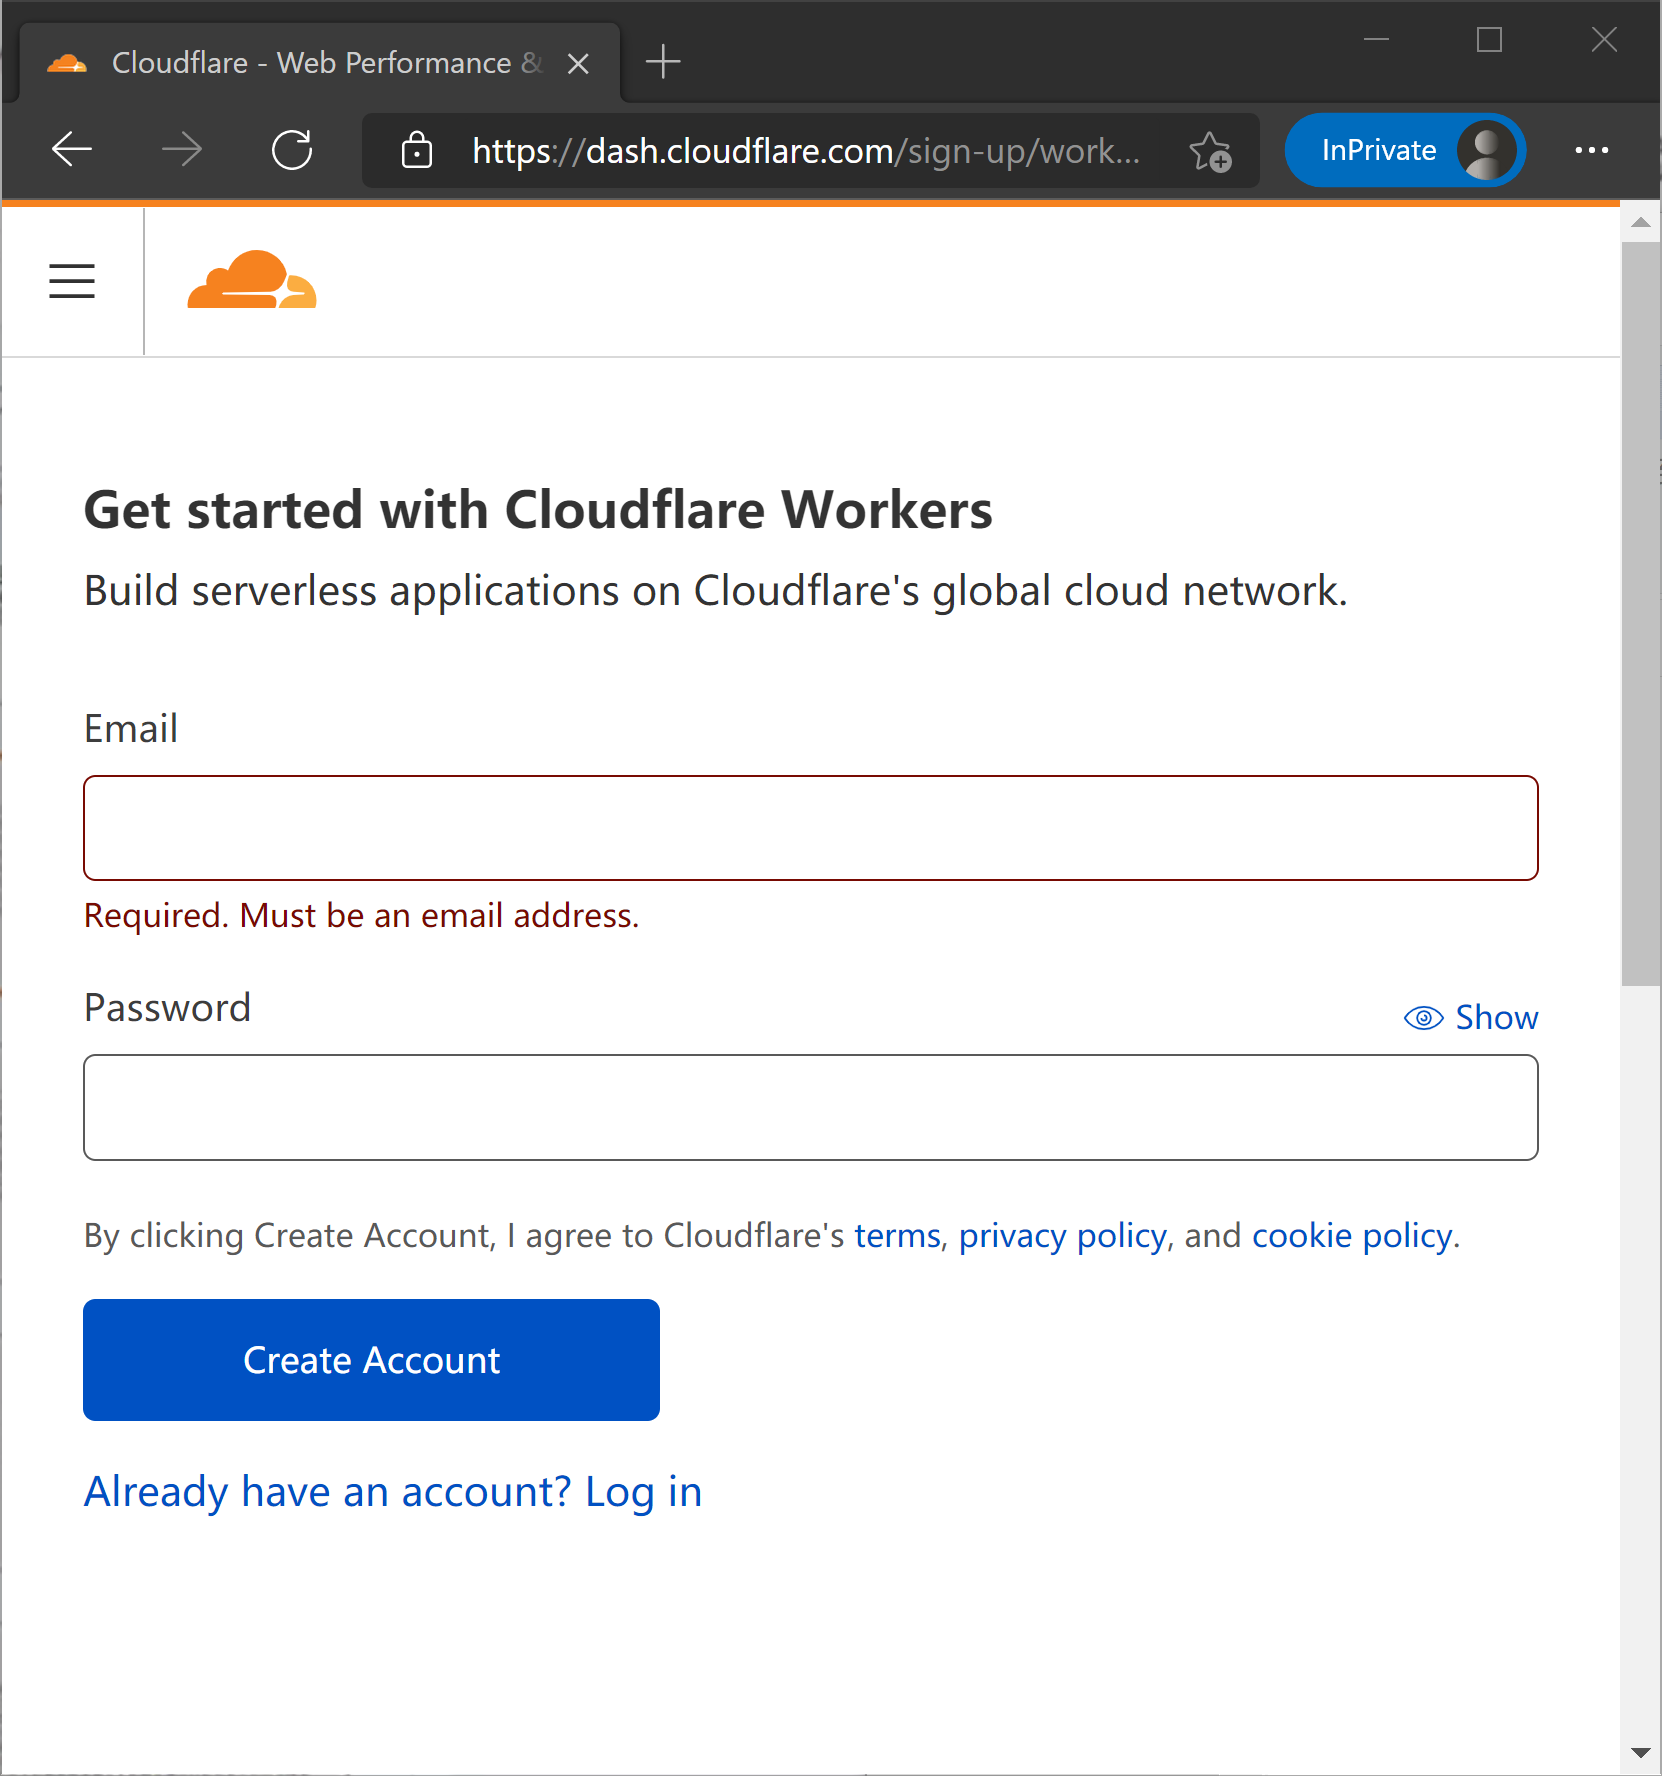 Cloudflare - Web Performance &
https://dash.cloudflare.com/sign-up/work...
InPrivate
Get started with Cloudflare Workers
Build serverless applications on Cloudflare's global cloud network.
Email
Required. Must be an email address.
Password
Show
By clicking Create Account, I agree to Cloudflare's terms, privacy policy, and cookie policy.
Create Account
Already have an account? Log in